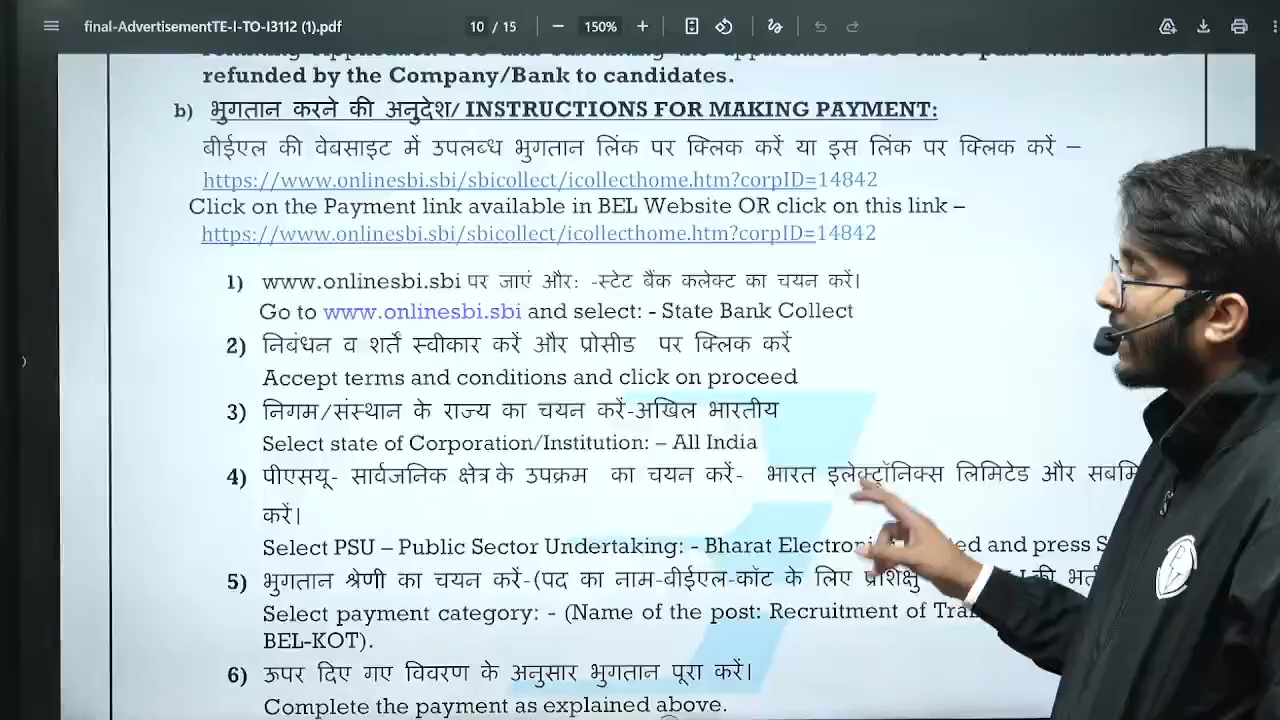 final-AdvertisementTE-I-TO-I3112 (1).pdf
10 / 15
150%
refunded by the Company/Bank to candidates.
b) भुगतान करने की अनुदेश/ INSTRUCTIONS FOR MAKING PAYMENT:
बीईएल की वेबसाइट में उपलब्ध भुगतान लिंक पर क्लिक करें या इस लिंक पर क्लिक करें –
https://www.onlinesbi.sbi/sbicollect/icollecthome.htm?corpID=14842
Click on the Payment link available in BEL Website OR click on this link –
https://www.onlinesbi.sbi/sbicollect/icollecthome.htm?corpID=14842
1) www.onlinesbi.sbi पर जाएं और: -स्टेट बैंक कलेक्ट का चयन करें।
Go to www.onlinesbi.sbi and select: - State Bank Collect
2) निबंधन व शर्तें स्वीकार करें और प्रोसीड पर क्लिक करें
Accept terms and conditions and click on proceed
3) निगम/संस्थान के राज्य का चयन करें-अखिल भारतीय
Select state of Corporation/Institution: – All India
4) पीएसयू- सार्वजनिक क्षेत्र के उपक्रम का चयन करें- भारत इलेक्ट्रॉनिक्स लिमिटेड और
करें।
Select PSU – Public Sector Undertaking: - Bharat and press
5) भुगतान श्रेणी का चयन करें-(पद का नाम-बीईएल-कॉट के लिए प्रशिक्षु की
Select payment category: - (Name of the post: Recruitment of
BEL-KOT).
6) ऊपर दिए गए विवरण के अनुसार भुगतान पूरा करें।
Complete the payment as explained above.